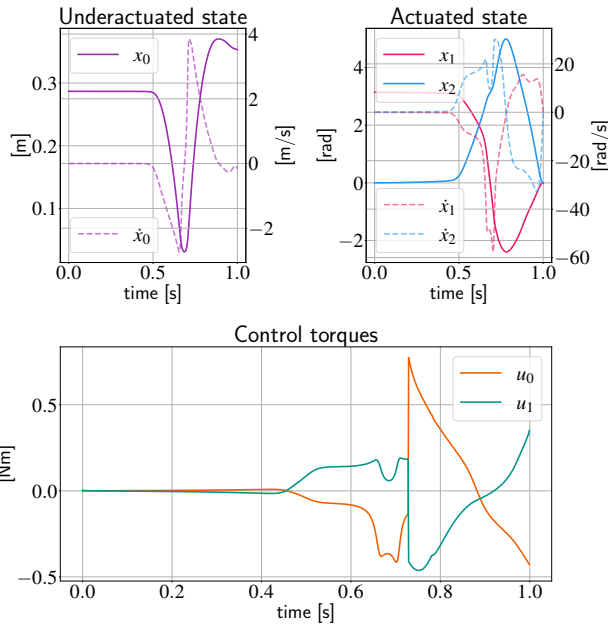 Underactuated state
x₀
ẋ₀
0.3
0.2
0.1
[m]
4
2
0
−2
[m/s]
0.0
0.5
1.0
time [s]
Actuated state
x₁
x₂
ẋ₁
ẋ₂
4
2
0
−2
[rad]
20
0
−20
−40
−60
[rad/s]
0.0
0.5
1.0
time [s]
Control torques
u₀
u₁
0.5
0.0
−0.5
[Nm]
0.0
0.2
0.4
0.6
0.8
1.0
time [s]